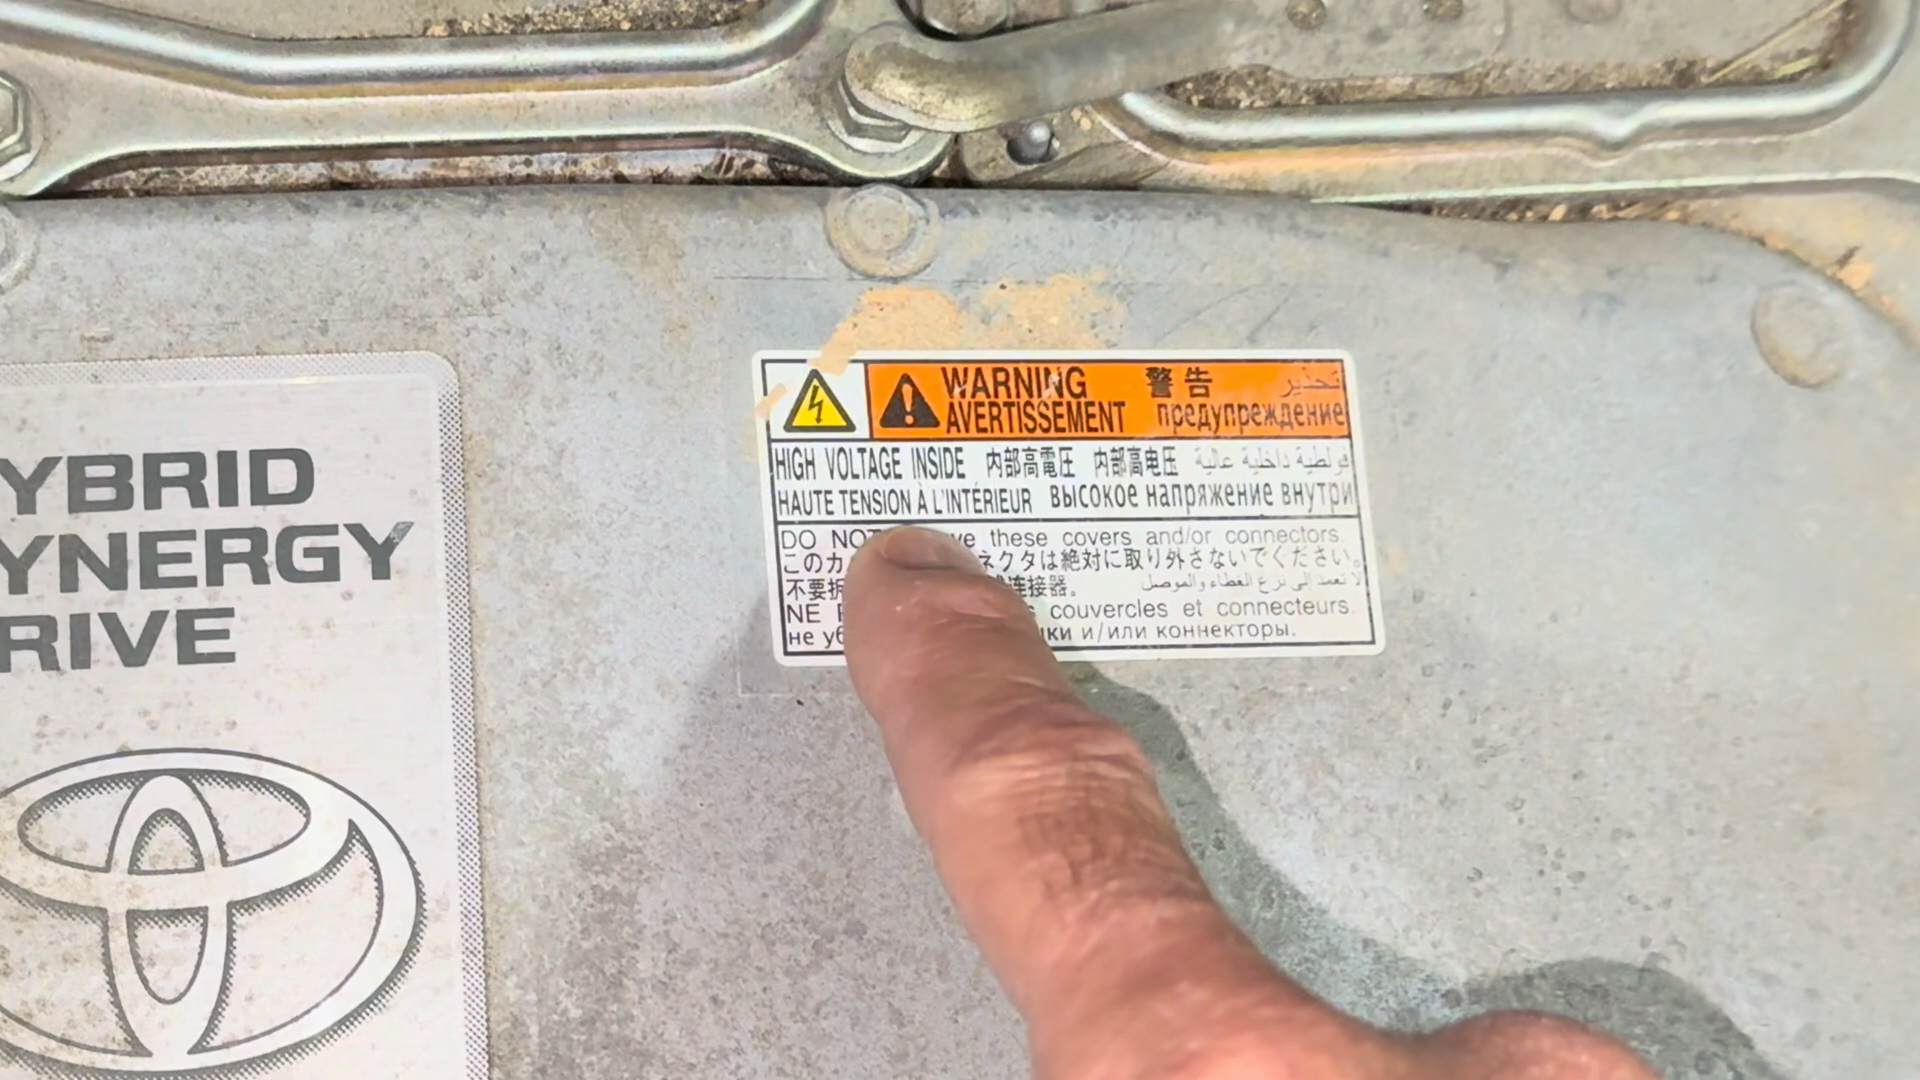 YBRID
YNERGY
RIVE
WARNING 警告 تحذير
AVERTISSEMENT предупреждение
HIGH VOLTAGE INSIDE 内部高電圧 内部高电压 فولطية داخلية عالية
HAUTE TENSION À L'INTÉRIEUR высокое напряжение внутри
DO NOT these covers and/or connectors.
このカ ネクタは絶対に取り外さないでください。
不要拆 连接器。 لا تعمد إلى نزع الغطاء والموصل
NE couvercles et connecteurs.
не и/или коннекторы.